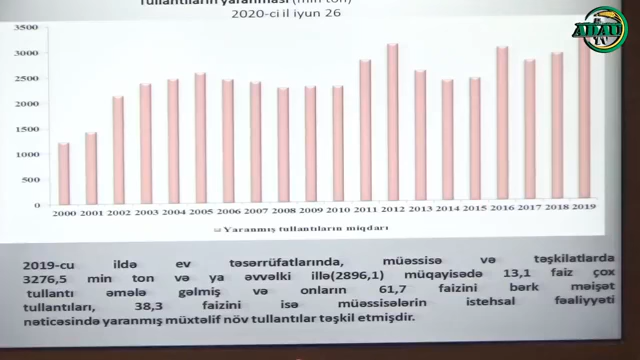 Tullantıların yaranması (min ton)
2020-ci il iyun 26
ADAU
3500
3000
2500
2000
1500
1000
500
0
2000 2001 2002 2003 2004 2005 2006 2007 2008 2009 2010 2011 2012 2013 2014 2015 2016 2017 2018 2019
Yaranmış tullantıların miqdarı
2019-cu ildə ev təsərrüfatlarında, müəssisə və təşkilatlarda
3276,5 min ton və ya əvvəlki illə(2896,1) müqayisədə 13,1 faiz çox
tullantı əmələ gəlmiş və onların 61,7 faizini bərk məişət
tullantıları, 38,3 faizini isə müəssisələrin istehsal fəaliyyəti
nəticəsində yaranmış müxtəlif növ tullantılar təşkil etmişdir.